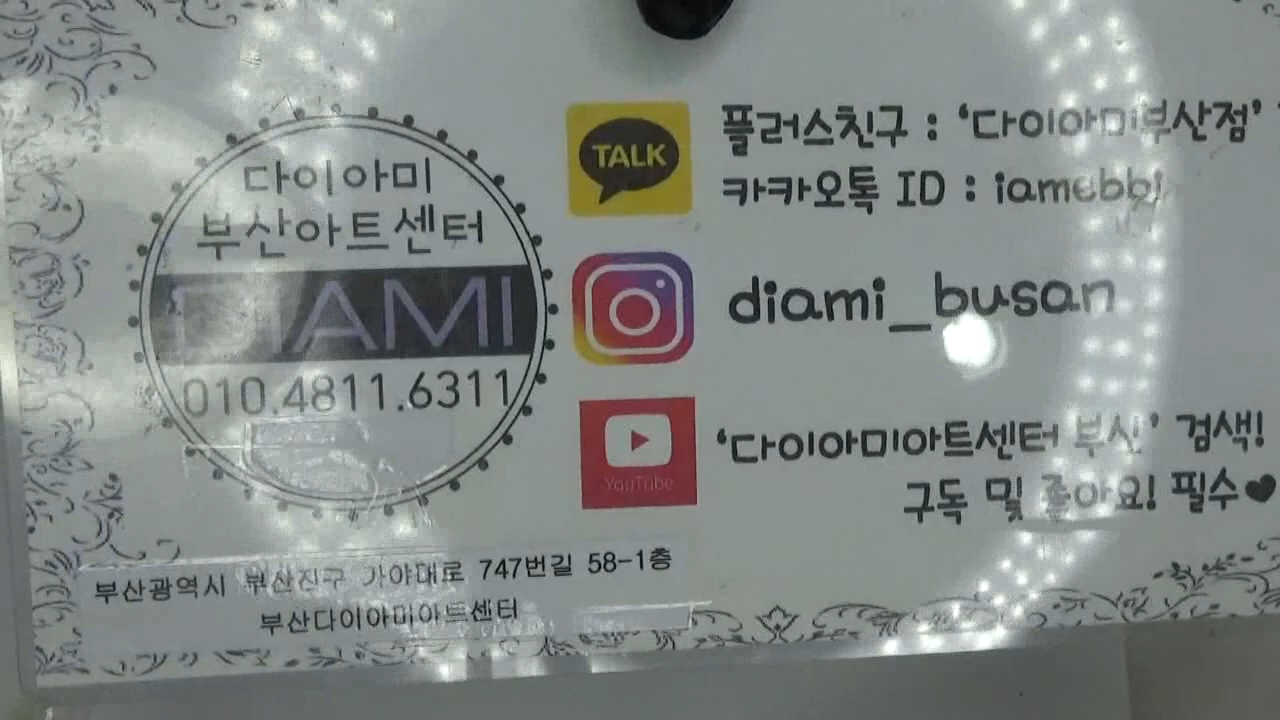 다이아미
부산아트센터
DIAMI
010.4811.6311
TALK
플러스친구 : ‘다이아미부산점’
카카오톡 ID : iamebbi
diami_busan
YouTube
‘다이아미아트센터 부산’ 검색!
구독 및 좋아요! 필수♥
부산광역시 부산진구 가야대로 747번길 58-1층
부산다이아미아트센터